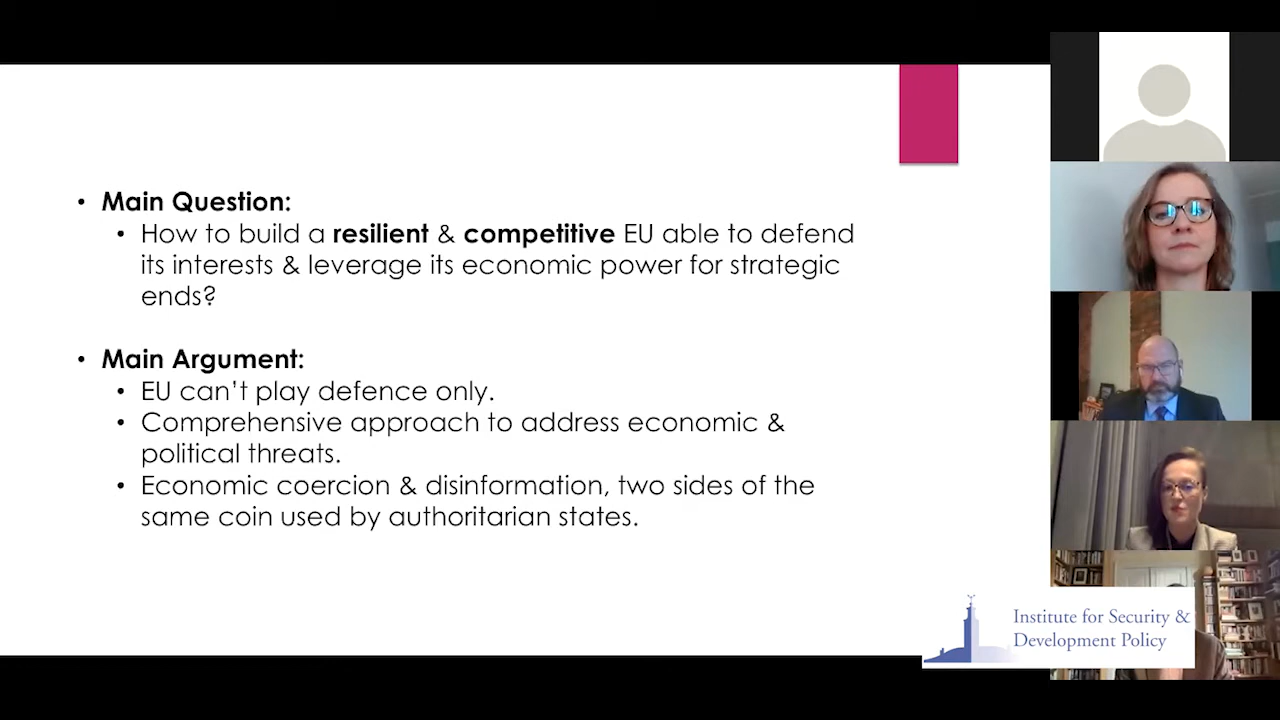 • Main Question:
• How to build a resilient & competitive EU able to defend
its interests & leverage its economic power for strategic
ends?
• Main Argument:
• EU can’t play defence only.
• Comprehensive approach to address economic &
political threats.
• Economic coercion & disinformation, two sides of the
same coin used by authoritarian states.
Institute for Security &
Development Policy